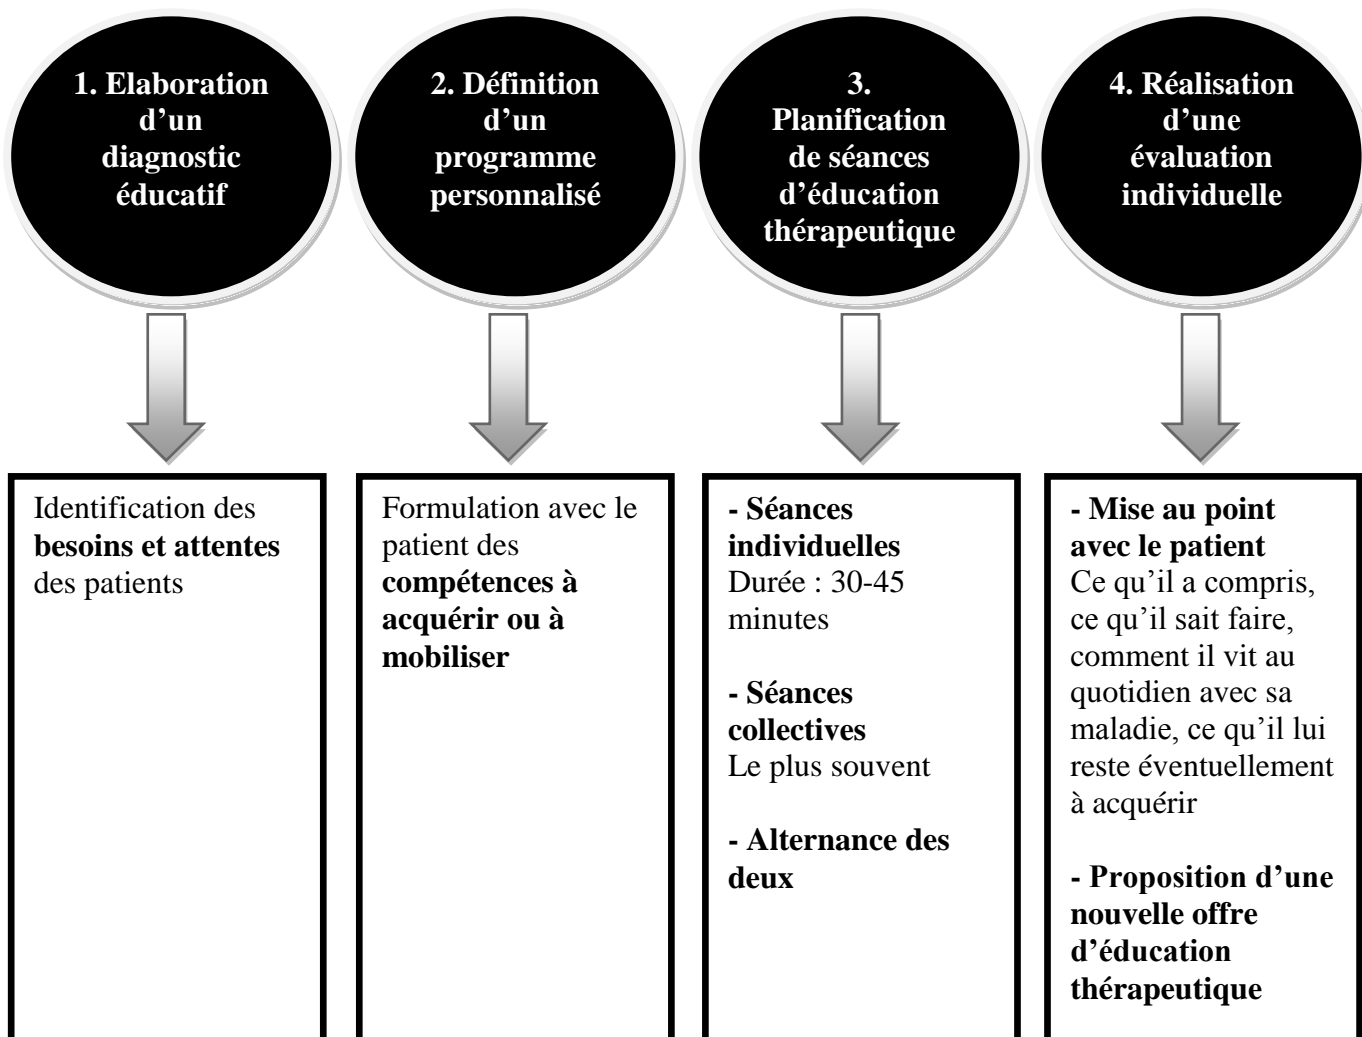 1. Elaboration
d’un
diagnostic
éducatif
2. Définition
d’un
programme
personnalisé
3.
Planification
de séances
d’éducation
thérapeutique
4. Réalisation
d’une
évaluation
individuelle
Identification des
besoins et attentes
des patients
Formulation avec le
patient des
compétences à
acquérir ou à
mobiliser
- Séances
individuelles
Durée : 30-45
minutes
- Séances
collectives
Le plus souvent
- Alternance des
deux
- Mise au point
avec le patient
Ce qu’il a compris,
ce qu’il sait faire,
comment il vit au
quotidien avec sa
maladie, ce qu’il lui
reste éventuellement
à acquérir
- Proposition d’une
nouvelle offre
d’éducation
thérapeutique